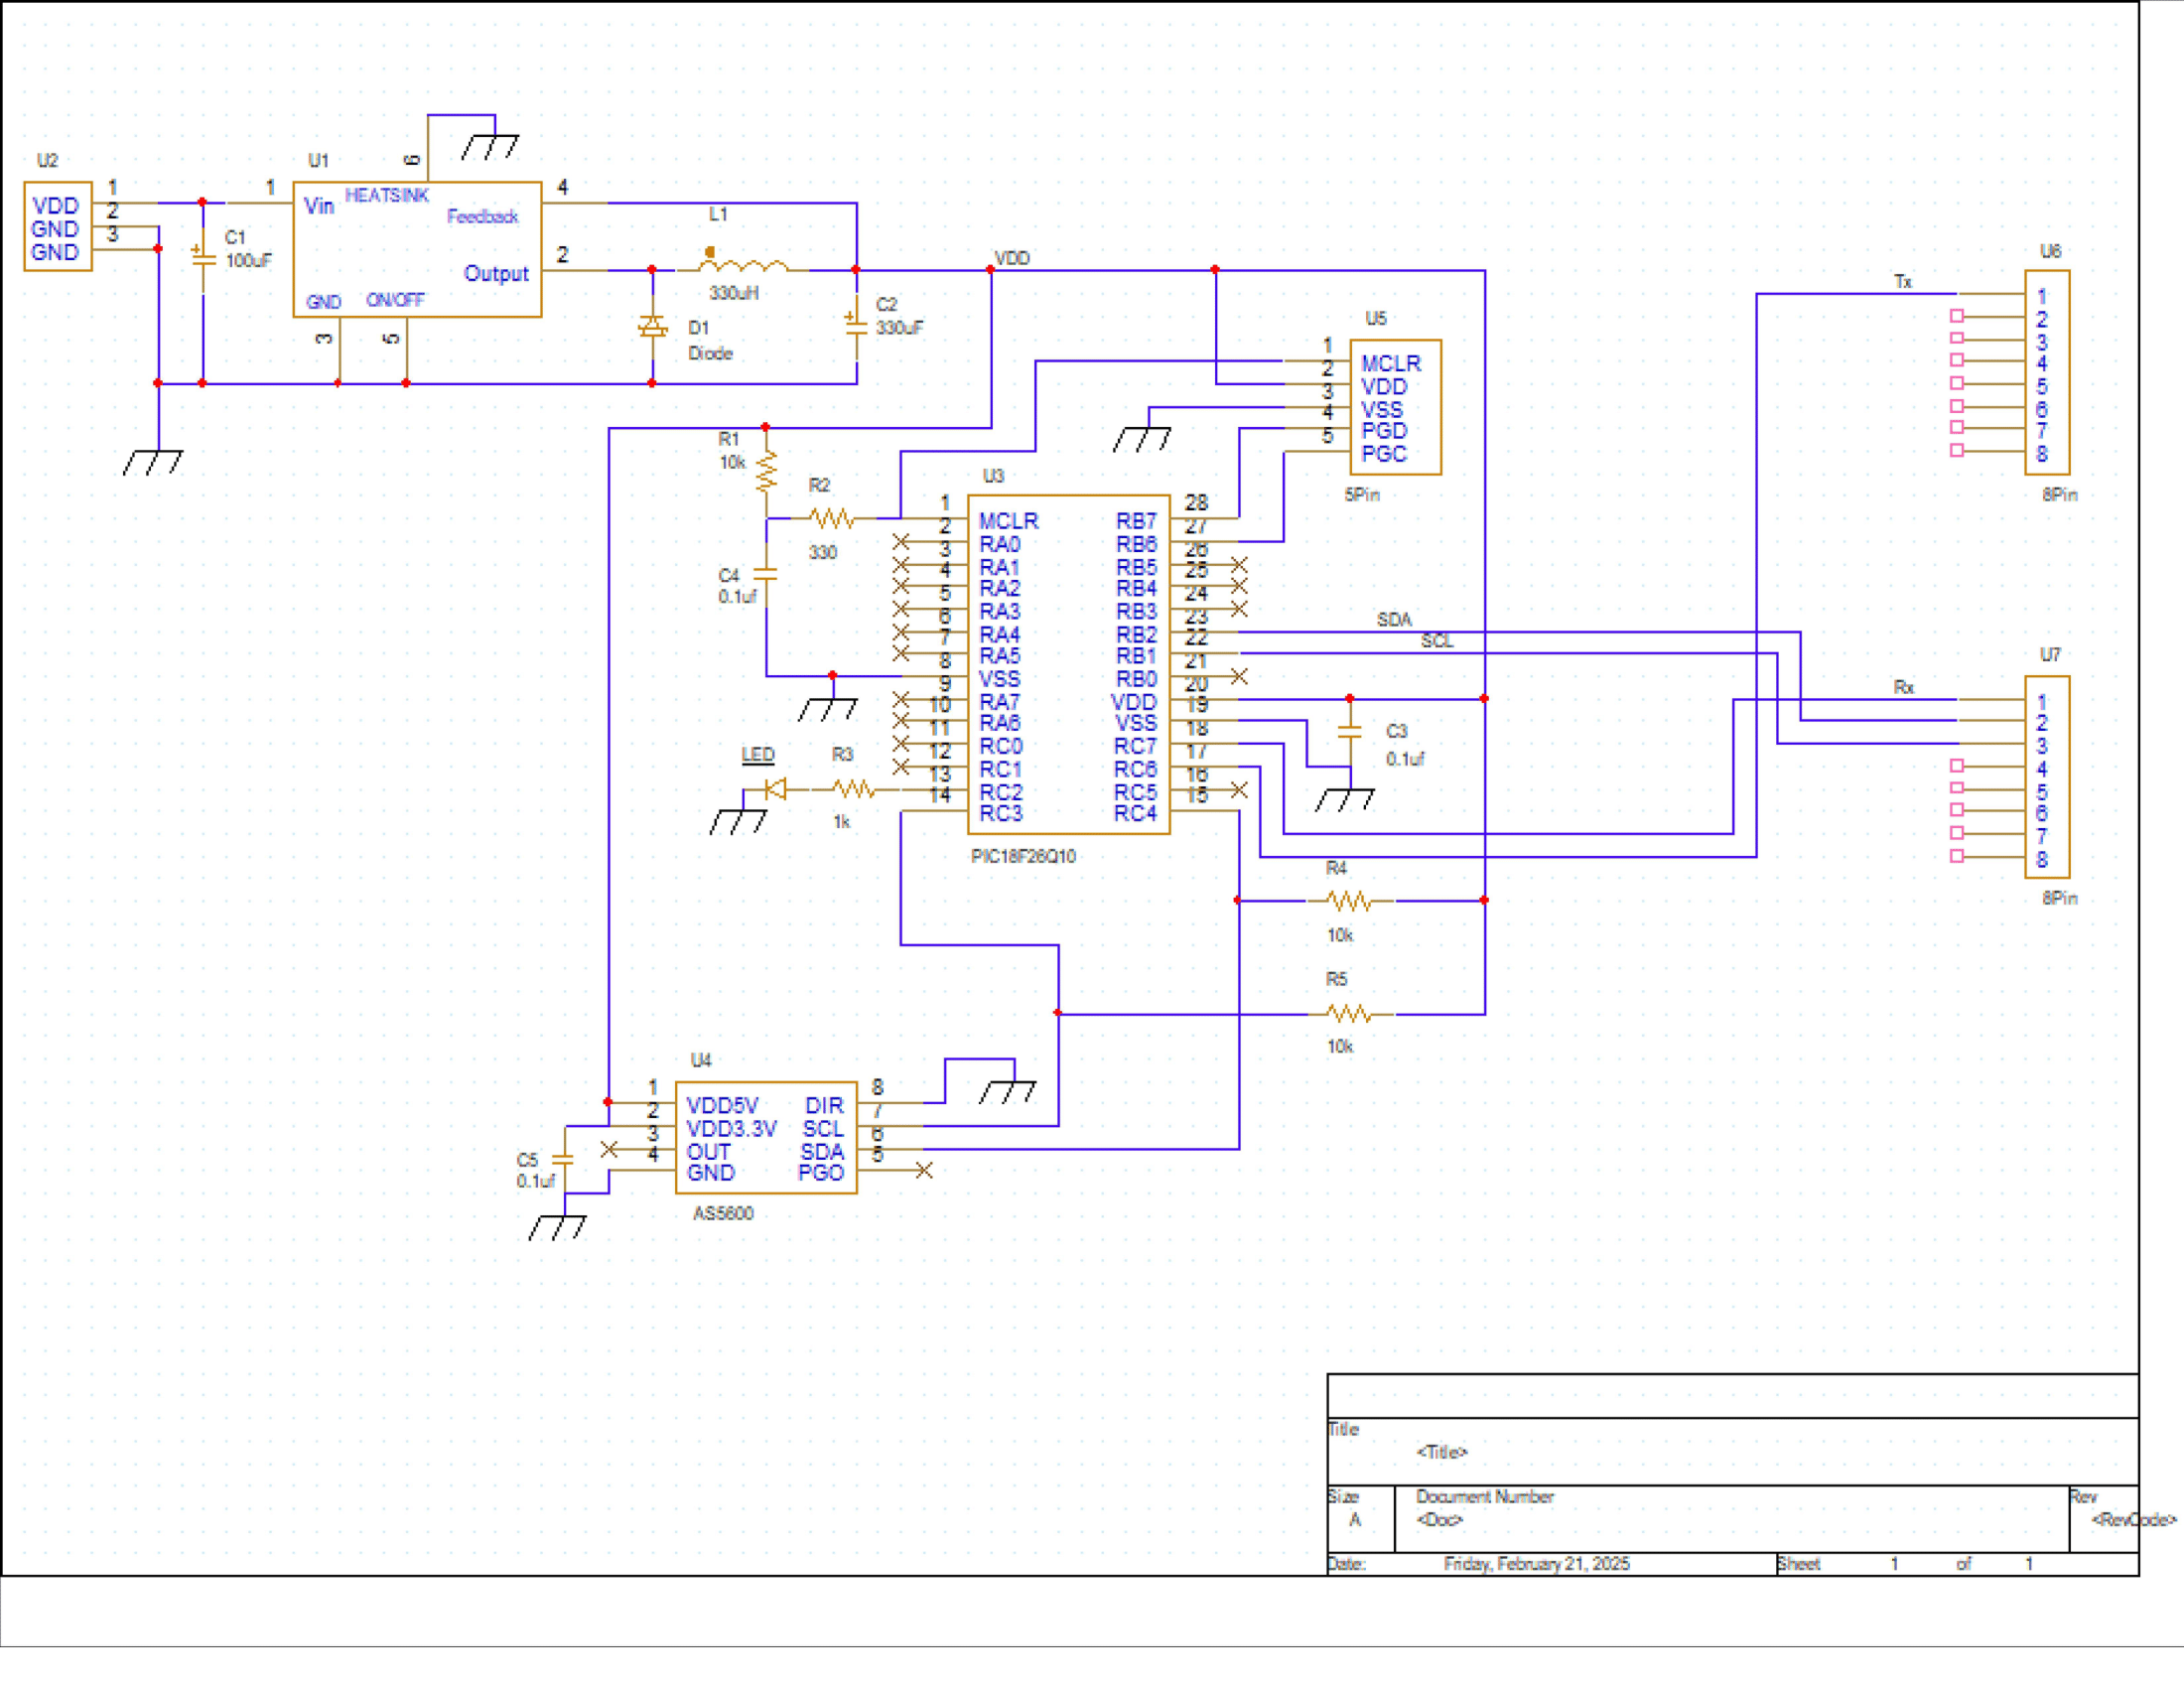 U2
1
2
3
VDD
GND
GND
C1
100uF
U1
6
1
Vin
HEATSINK
Feedback
Output
GND
ON/OFF
4
2
3
5
L1
330uH
D1
Diode
C2
330uF
VDD
U5
1
2
3
4
5
MCLR
VDD
VSS
PGD
PGC
5Pin
U6
Tx
1
2
3
4
5
6
7
8
8Pin
R1
10k
R2
330
C4
0.1uf
U3
1
2
3
4
5
6
7
8
9
10
11
12
13
14
MCLR
RA0
RA1
RA2
RA3
RA4
RA5
VSS
RA7
RA6
RC0
RC1
RC2
RC3
RB7
RB6
RB5
RB4
RB3
RB2
RB1
RB0
VDD
VSS
RC7
RC6
RC5
RC4
28
27
26
25
24
23
22
21
20
19
18
17
16
15
PIC18F26Q10
SDA
SCL
C3
0.1uf
LED
R3
1k
U7
Rx
1
2
3
4
5
6
7
8
8Pin
R4
10k
R5
10k
U4
1
2
3
4
VDD5V
VDD3.3V
OUT
GND
DIR
SCL
SDA
PGO
8
7
6
5
AS5600
C5
0.1uf
Title
<Title>
Size
A
Document Number
<Doc>
Rev
<RevCode>
Date:
Friday, February 21, 2025
Sheet 1 of 1